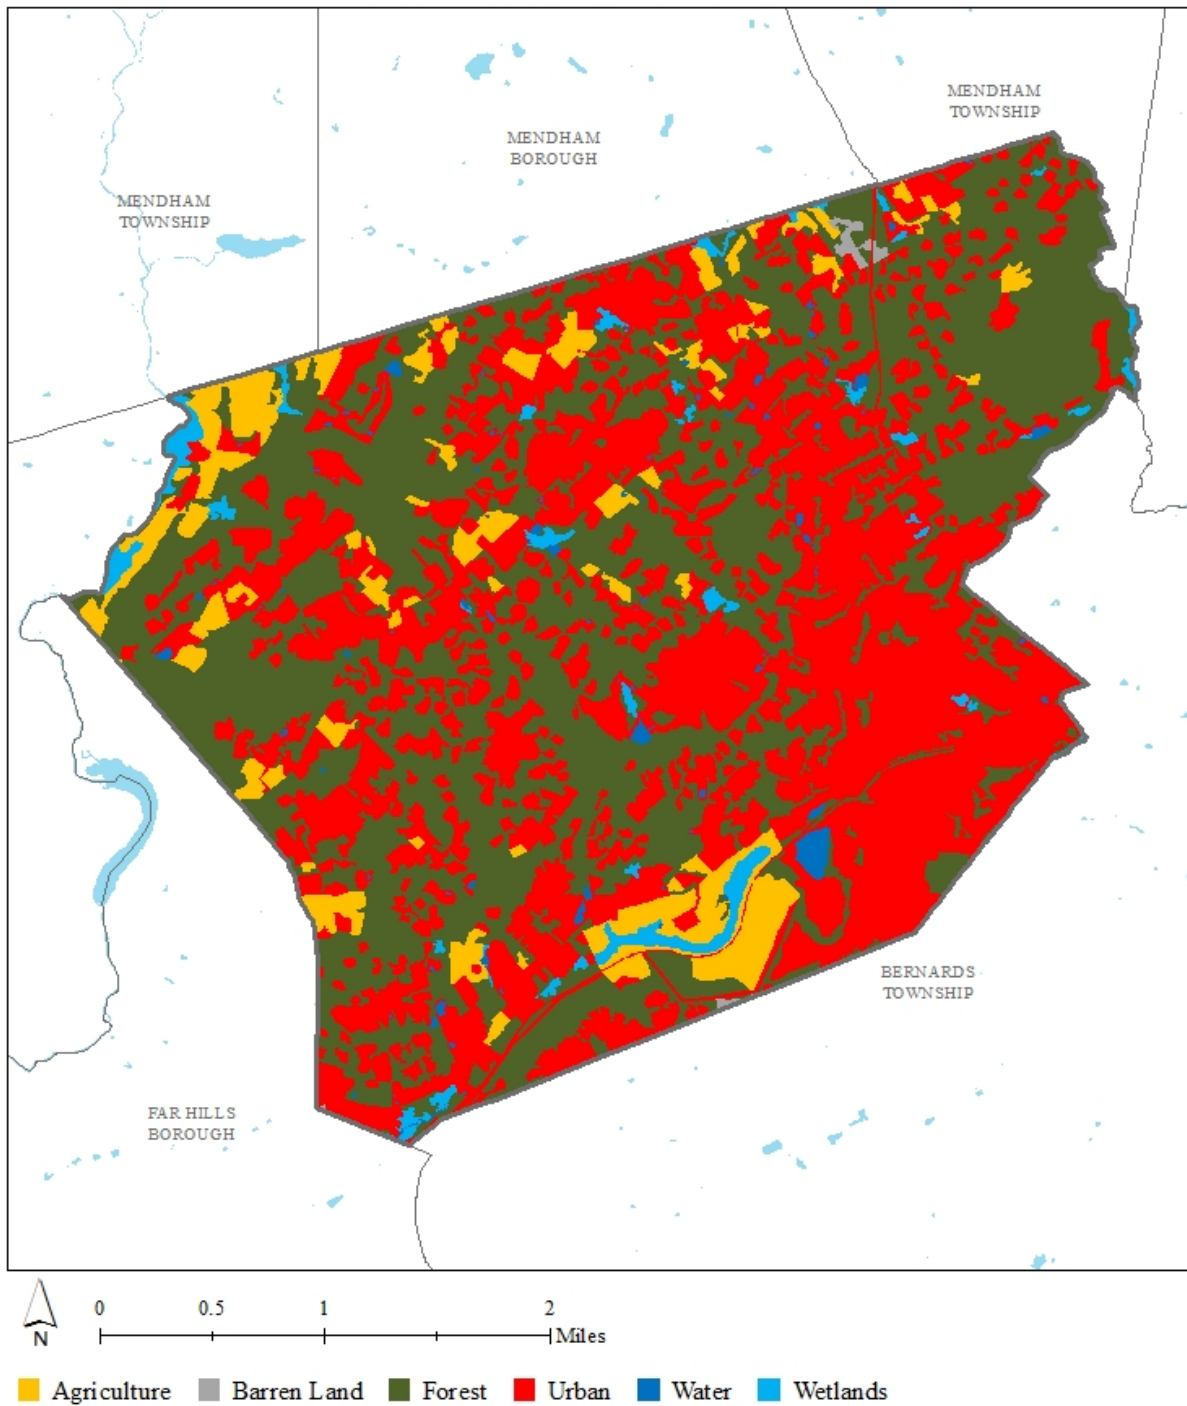 MENDHAM
TOWNSHIP
MENDHAM
BOROUGH
MENDHAM
TOWNSHIP
BERNARDS
TOWNSHIP
FAR HILLS
BOROUGH
N
0 0.5 1 2
Miles
Agriculture Barren Land Forest Urban Water Wetlands